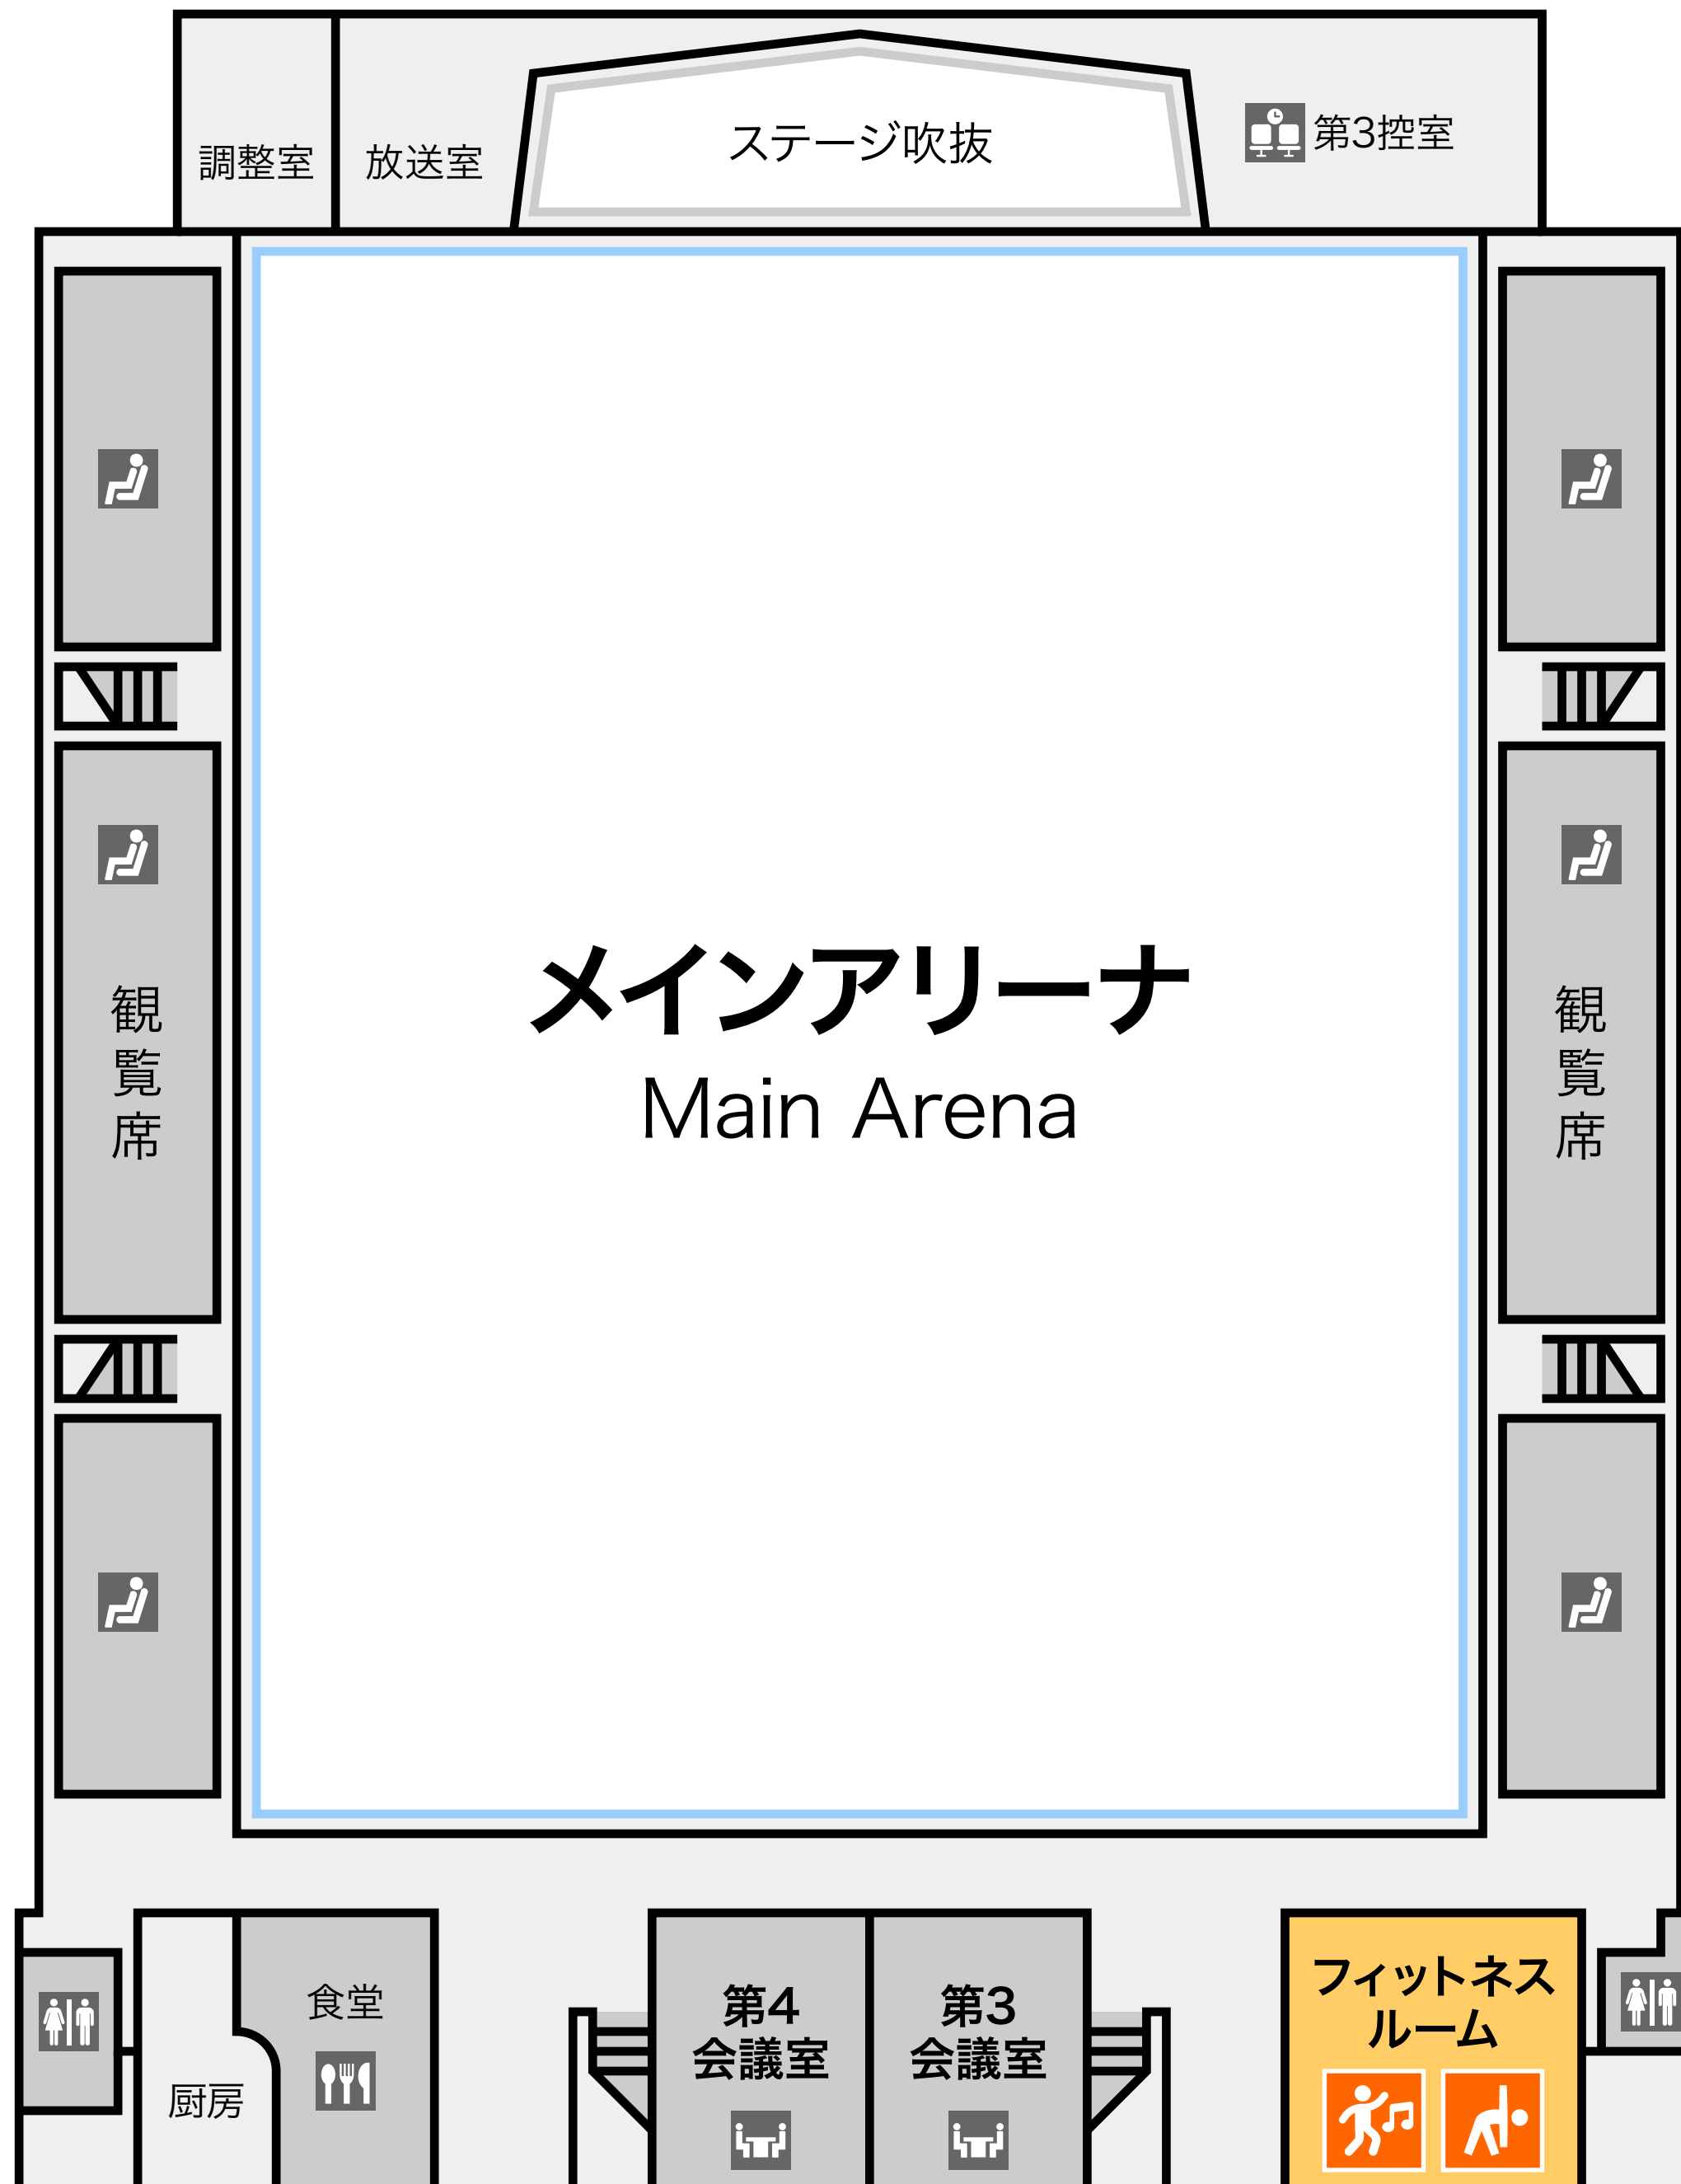 調整室
放送室
ステージ吹抜
第3控室
メインアリーナ
Main Arena
観覧席
観覧席
食堂
厨房
第4
会議室
第3
会議室
フィットネス
ルーム